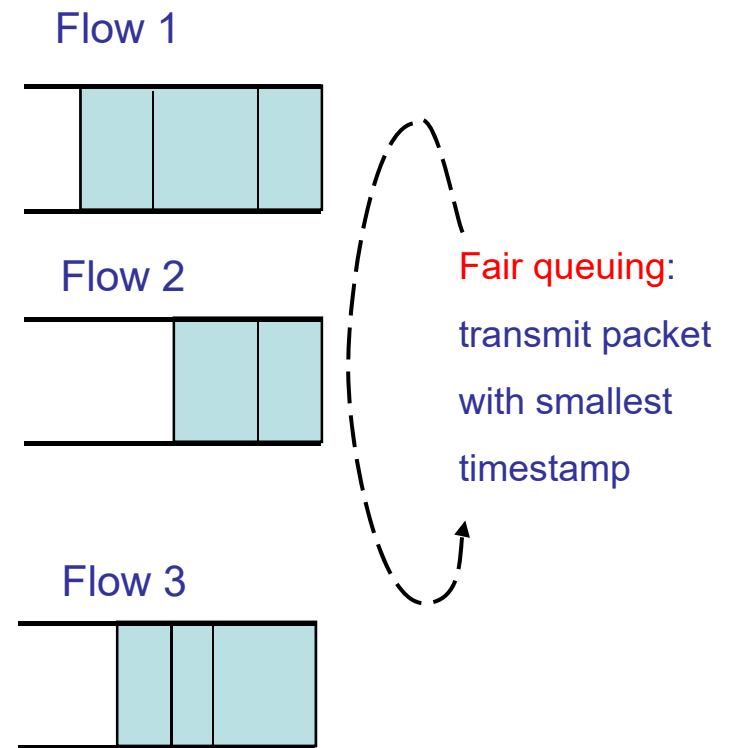 Flow 1
Flow 2
Fair queuing:
transmit packet
with smallest
timestamp
Flow 3